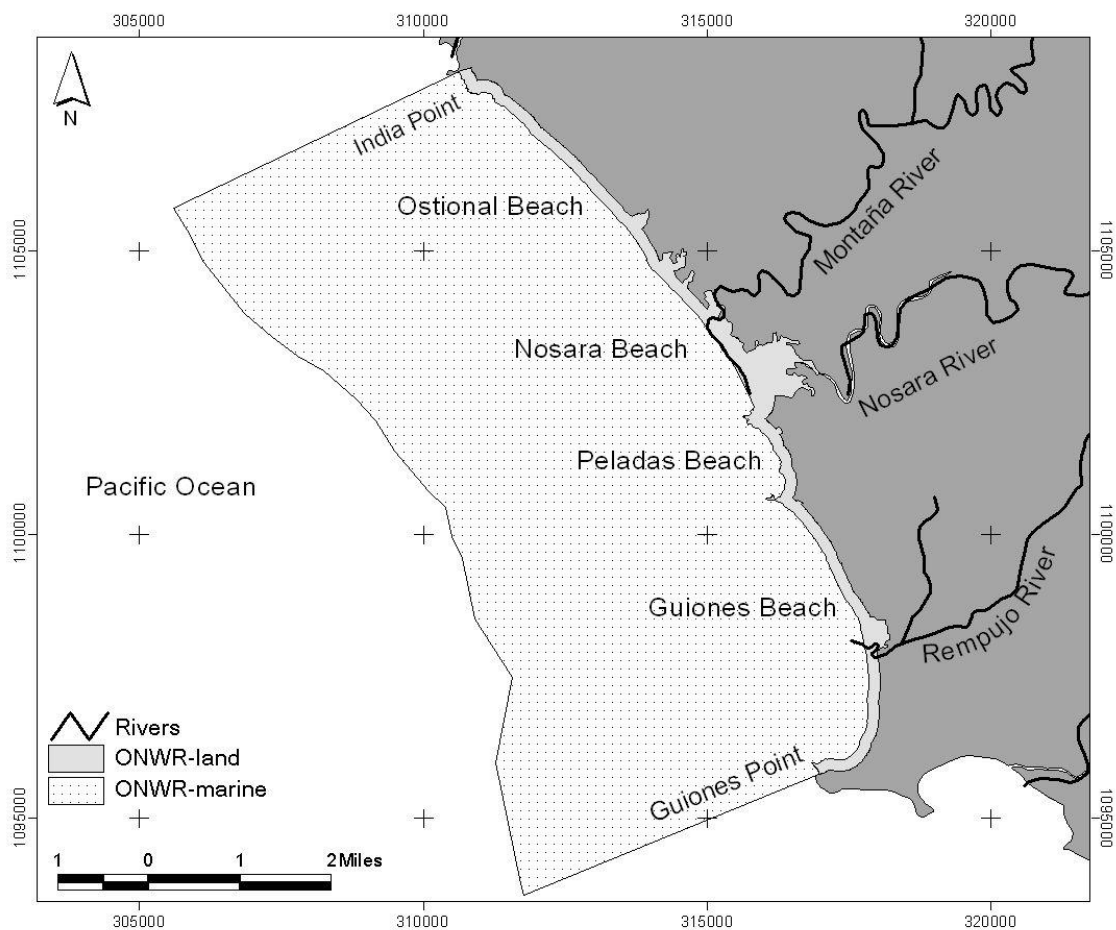 305000 310000 315000 320000
N
India Point
Ostional Beach
Montaña River
1105000 1105000
Nosara Beach
Nosara River
Peladas Beach
Pacific Ocean
1100000 1100000
Guiones Beach
Rempujo River
Rivers
ONWR-land
ONWR-marine
Guiones Point
1095000 1095000
1 0 1 2 Miles
305000 310000 315000 320000